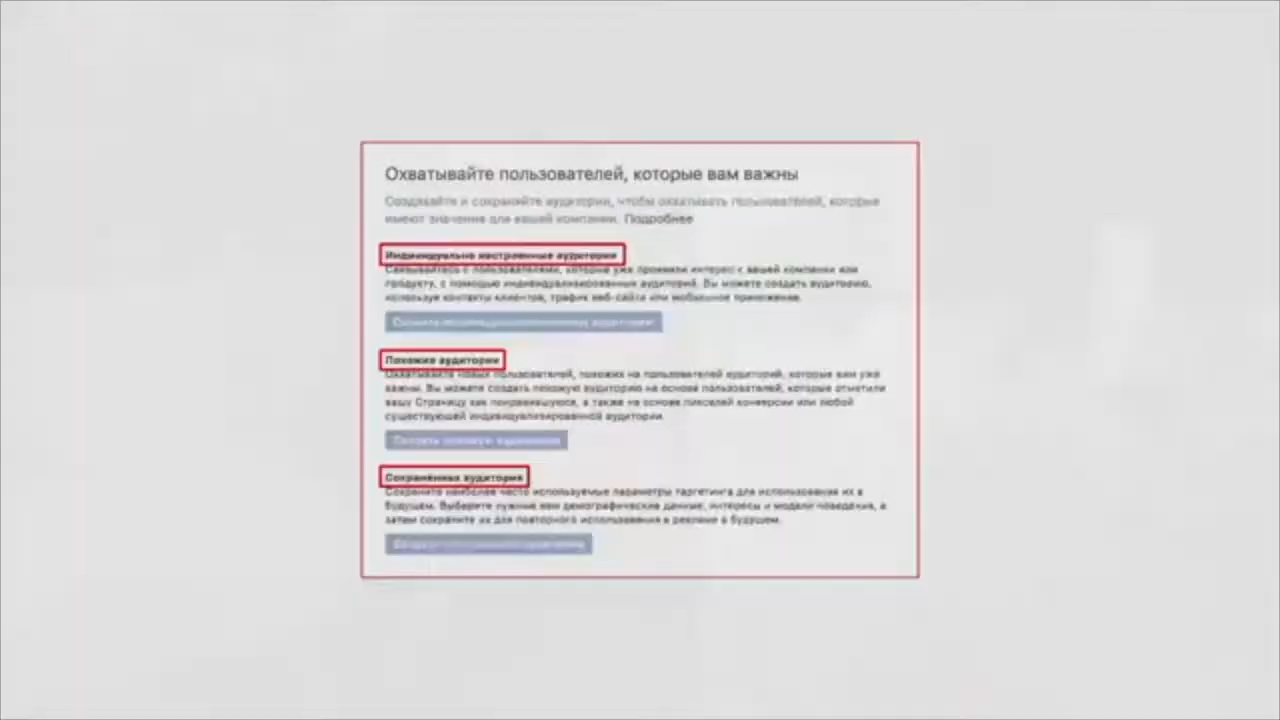 Охватывайте пользователей, которые вам важны
Создавайте и сохраняйте аудитории, чтобы охватывать пользователей, которые
имеют значение для вашей компании. Подробнее
Индивидуально настроенные аудитории
Связывайтесь с пользователями, которые уже проявили интерес к вашей компании или
продукту, с помощью индивидуализированных аудиторий. Вы можете создать аудиторию,
используя контакты клиентов, трафик веб-сайта или мобильное приложение.
Похожие аудитории
Охватывайте новых пользователей, похожих на пользователей аудиторий, которые вам уже
важны. Вы можете создать похожую аудиторию на основе пользователей, которые отметили
вашу Страницу как понравившуюся, а также на основе пикселей конверсии или любой
существующей индивидуализированной аудитории.
Создать похожую аудиторию
Сохранённая аудитория
Сохраните наиболее часто используемые параметры таргетинга для использования их в
будущем. Выберите нужные вам демографические данные, интересы и модели поведения, а
затем сохраните их для повторного использования в рекламе в будущем.